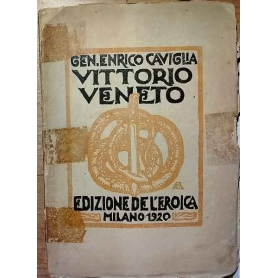 GEN. ENRICO CAVIGLIA
VITTORIO
VENETO
EDIZIONE DE L'EROICA
MILANO 1920